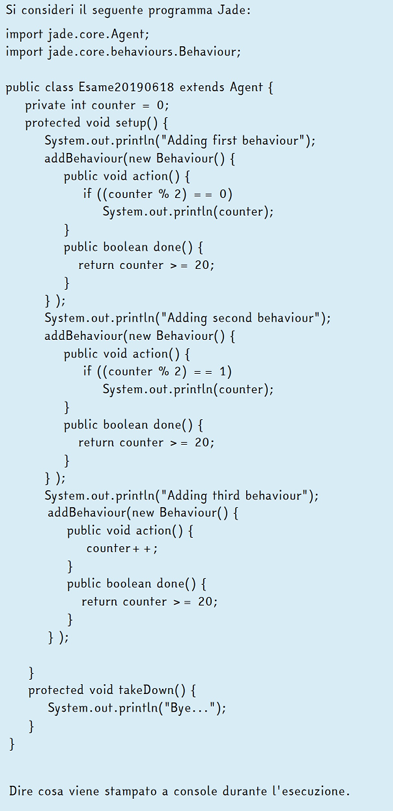 Si consideri il seguente programma Jade:
import jade.core.Agent;
import jade.core.behaviours.Behaviour;
public class Esame20190618 extends Agent {
private int counter = 0;
protected void setup() {
System.out.println("Adding first behaviour");
addBehaviour(new Behaviour() {
public void action() {
if ((counter % 2) == 0)
System.out.println(counter);
}
public boolean done() {
return counter >= 20;
}
} );
System.out.println("Adding second behaviour");
addBehaviour(new Behaviour() {
public void action() {
if ((counter % 2) == 1)
System.out.println(counter);
}
public boolean done() {
return counter >= 20;
}
} );
System.out.println("Adding third behaviour");
addBehaviour(new Behaviour() {
public void action() {
counter++;
}
public boolean done() {
return counter >= 20;
}
} );
}
protected void takeDown() {
System.out.println("Bye...");
}
}
Dire cosa viene stampato a console durante l'esecuzione.